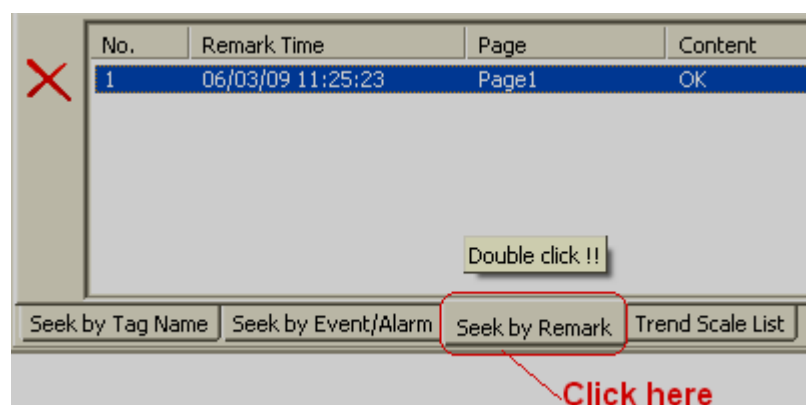 No. Remark Time Page Content
1 06/03/09 11:25:23 Page1 OK
Double click !!
Seek by Tag Name Seek by Event/Alarm Seek by Remark Trend Scale List
Click here